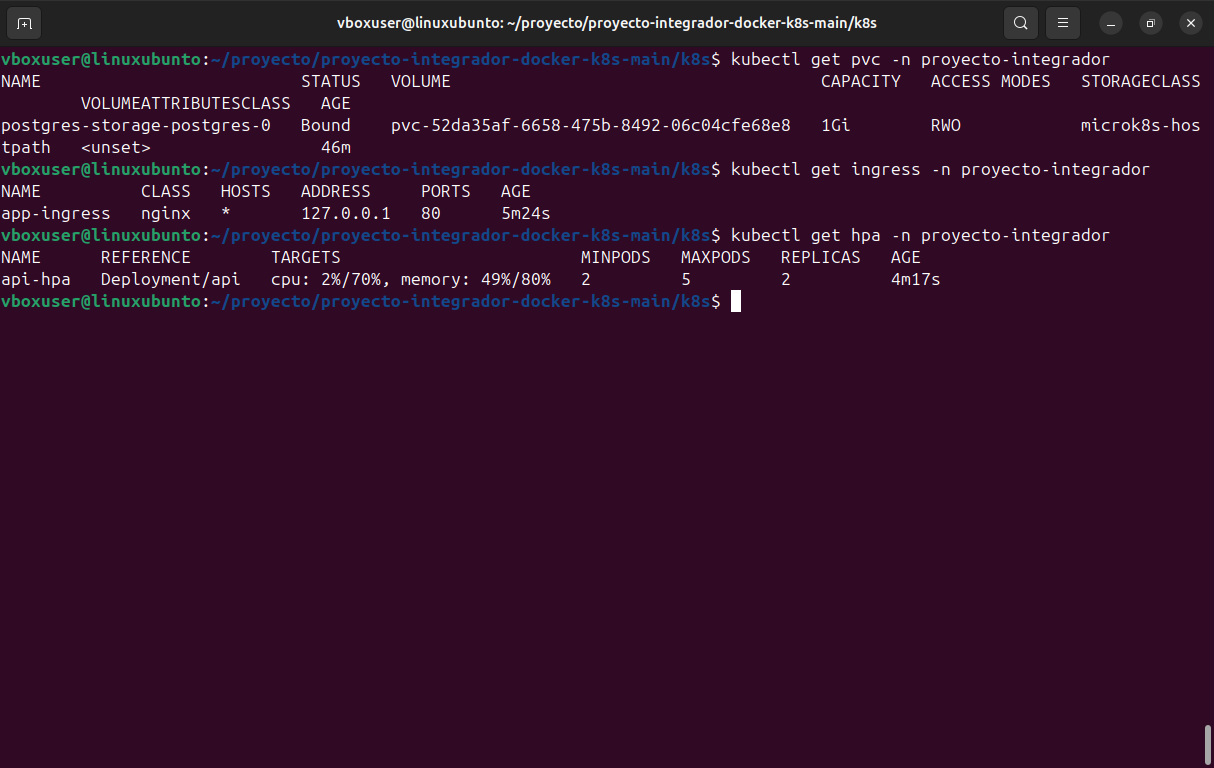 vboxuser@linuxubunto: ~/proyecto/proyecto-integrador-docker-k8s-main/k8s
vboxuser@linuxubunto:~/proyecto/proyecto-integrador-docker-k8s-main/k8s$ kubectl get pvc -n proyecto-integrador
NAME                          STATUS   VOLUME                                     CAPACITY   ACCESS MODES   STORAGECLASS
        VOLUMEATTRIBUTESCLASS   AGE
postgres-storage-postgres-0   Bound    pvc-52da35af-6658-475b-8492-06c04cfe68e8   1Gi        RWO            microk8s-hos
tpath   <unset>                 46m
vboxuser@linuxubunto:~/proyecto/proyecto-integrador-docker-k8s-main/k8s$ kubectl get ingress -n proyecto-integrador
NAME          CLASS   HOSTS   ADDRESS     PORTS   AGE
app-ingress   nginx   *       127.0.0.1   80      5m24s
vboxuser@linuxubunto:~/proyecto/proyecto-integrador-docker-k8s-main/k8s$ kubectl get hpa -n proyecto-integrador
NAME      REFERENCE        TARGETS                        MINPODS   MAXPODS   REPLICAS   AGE
api-hpa   Deployment/api   cpu: 2%/70%, memory: 49%/80%   2         5         2          4m17s
vboxuser@linuxubunto:~/proyecto/proyecto-integrador-docker-k8s-main/k8s$